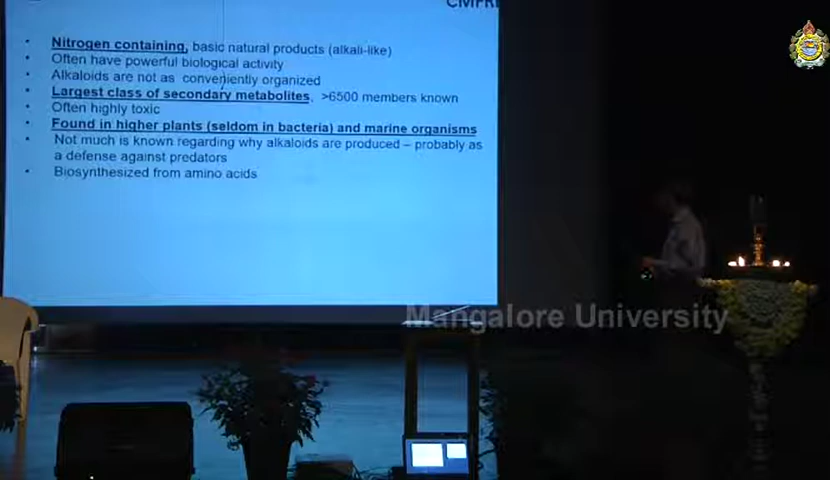 CMFRI
Nitrogen containing, basic natural products (alkali-like)
Often have powerful biological activity
Alkaloids are not as conveniently organized
Largest class of secondary metabolites, >6500 members known
Often highly toxic
Found in higher plants (seldom in bacteria) and marine organisms
Not much is known regarding why alkaloids are produced – probably as
a defense against predators
Biosynthesized from amino acids
Mangalore University